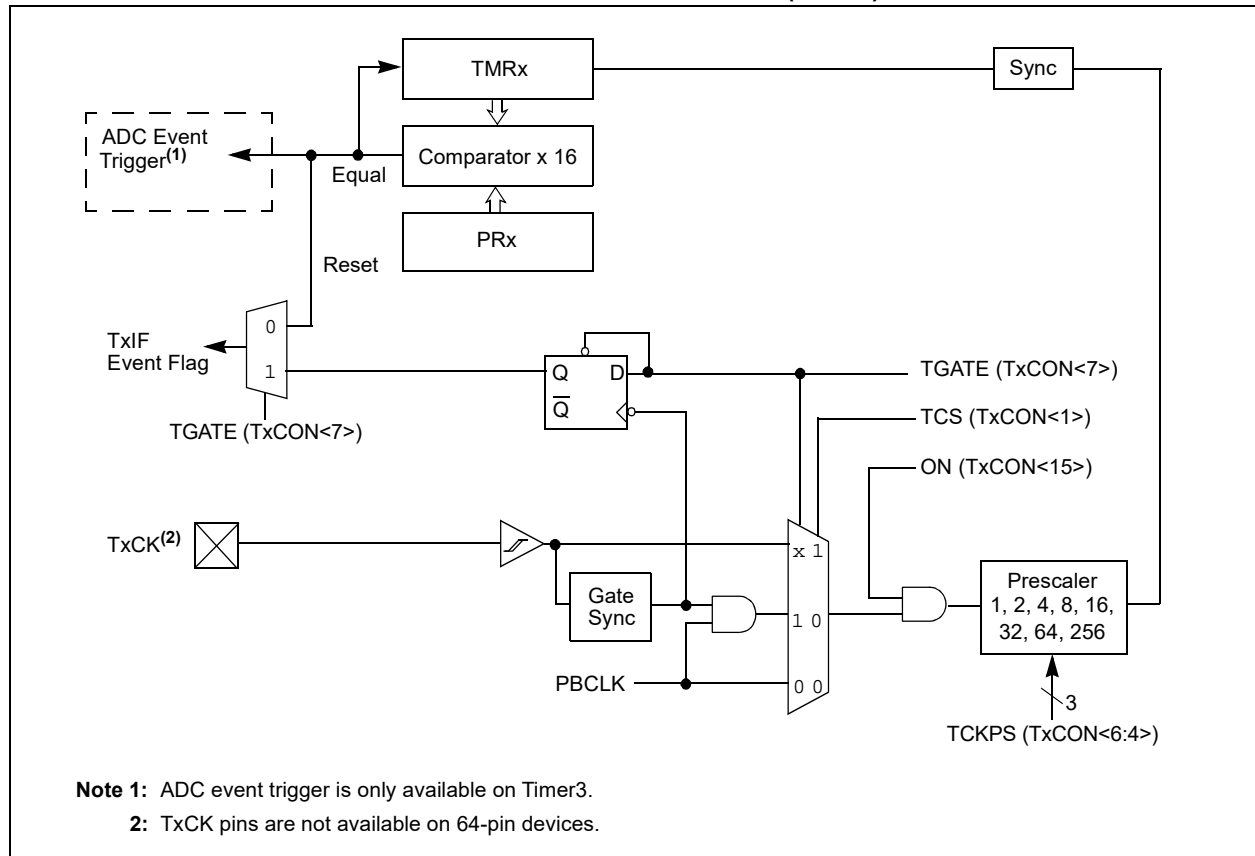 TMRx
Sync
ADC Event
Trigger(1)
Comparator x 16
Equal
PRx
Reset
0
TxIF
Event Flag
1
Q D
Q
TGATE (TxCON<7>)
TCS (TxCON<1>)
TGATE (TxCON<7>)
ON (TxCON<15>)
TxCK(2)
x 1
Prescaler
1, 2, 4, 8, 16,
32, 64, 256
Gate
Sync
1 0
PBCLK
0 0
3
TCKPS (TxCON<6:4>)
Note 1: ADC event trigger is only available on Timer3.
2: TxCK pins are not available on 64-pin devices.